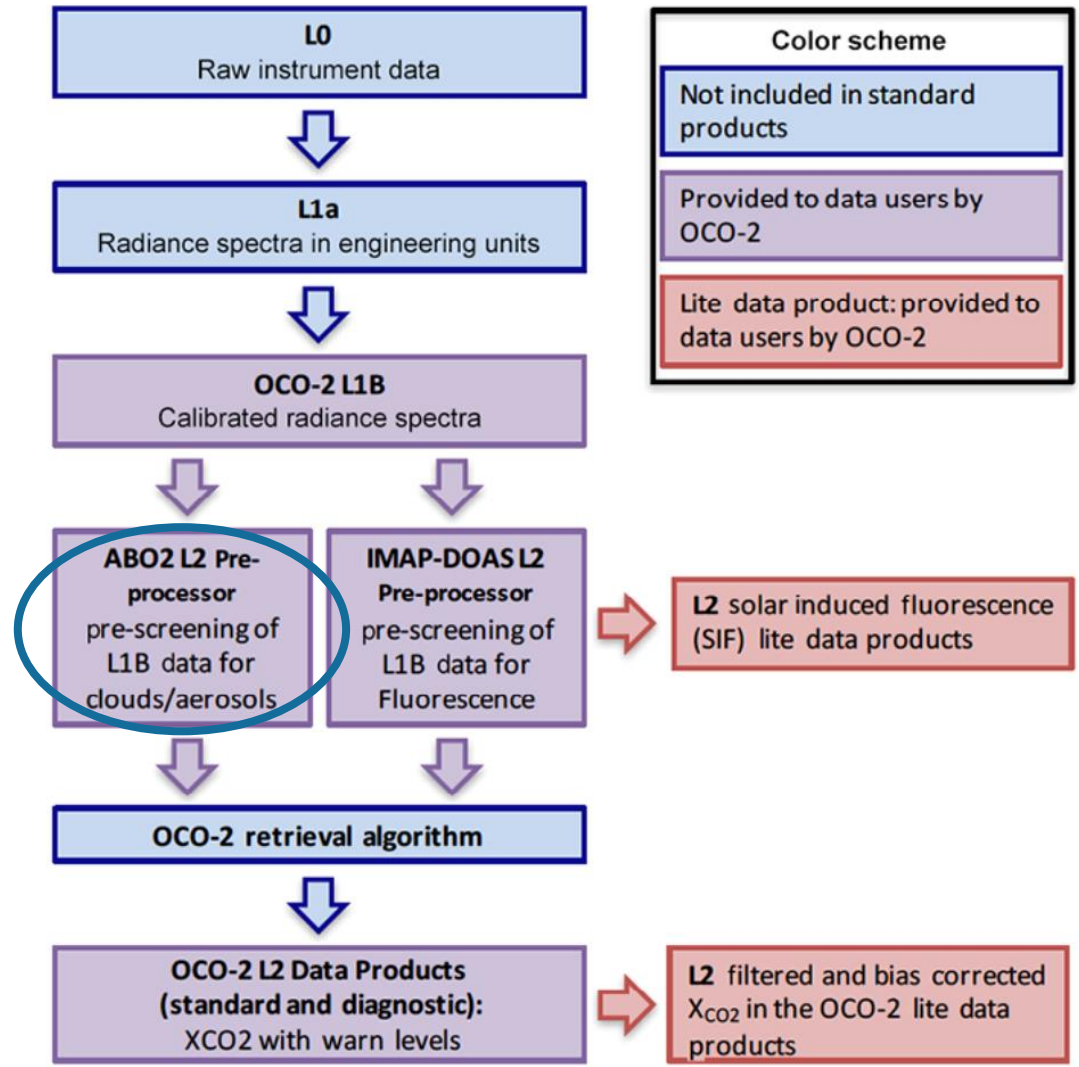 L0
Raw instrument data
L1a
Radiance spectra in engineering units
OCO-2 L1B
Calibrated radiance spectra
ABO2 L2 Pre-
processor
pre-screening of
L1B data for
clouds/aerosols
IMAP-DOAS L2
Pre-processor
pre-screening of
L1B data for
Fluorescence
L2 solar induced fluorescence
(SIF) lite data products
OCO-2 retrieval algorithm
OCO-2 L2 Data Products
(standard and diagnostic):
XCO2 with warn levels
L2 filtered and bias corrected
XCO2 in the OCO-2 lite data
products
Color scheme
Not included in standard
products
Provided to data users by
OCO-2
Lite data product: provided to
data users by OCO-2